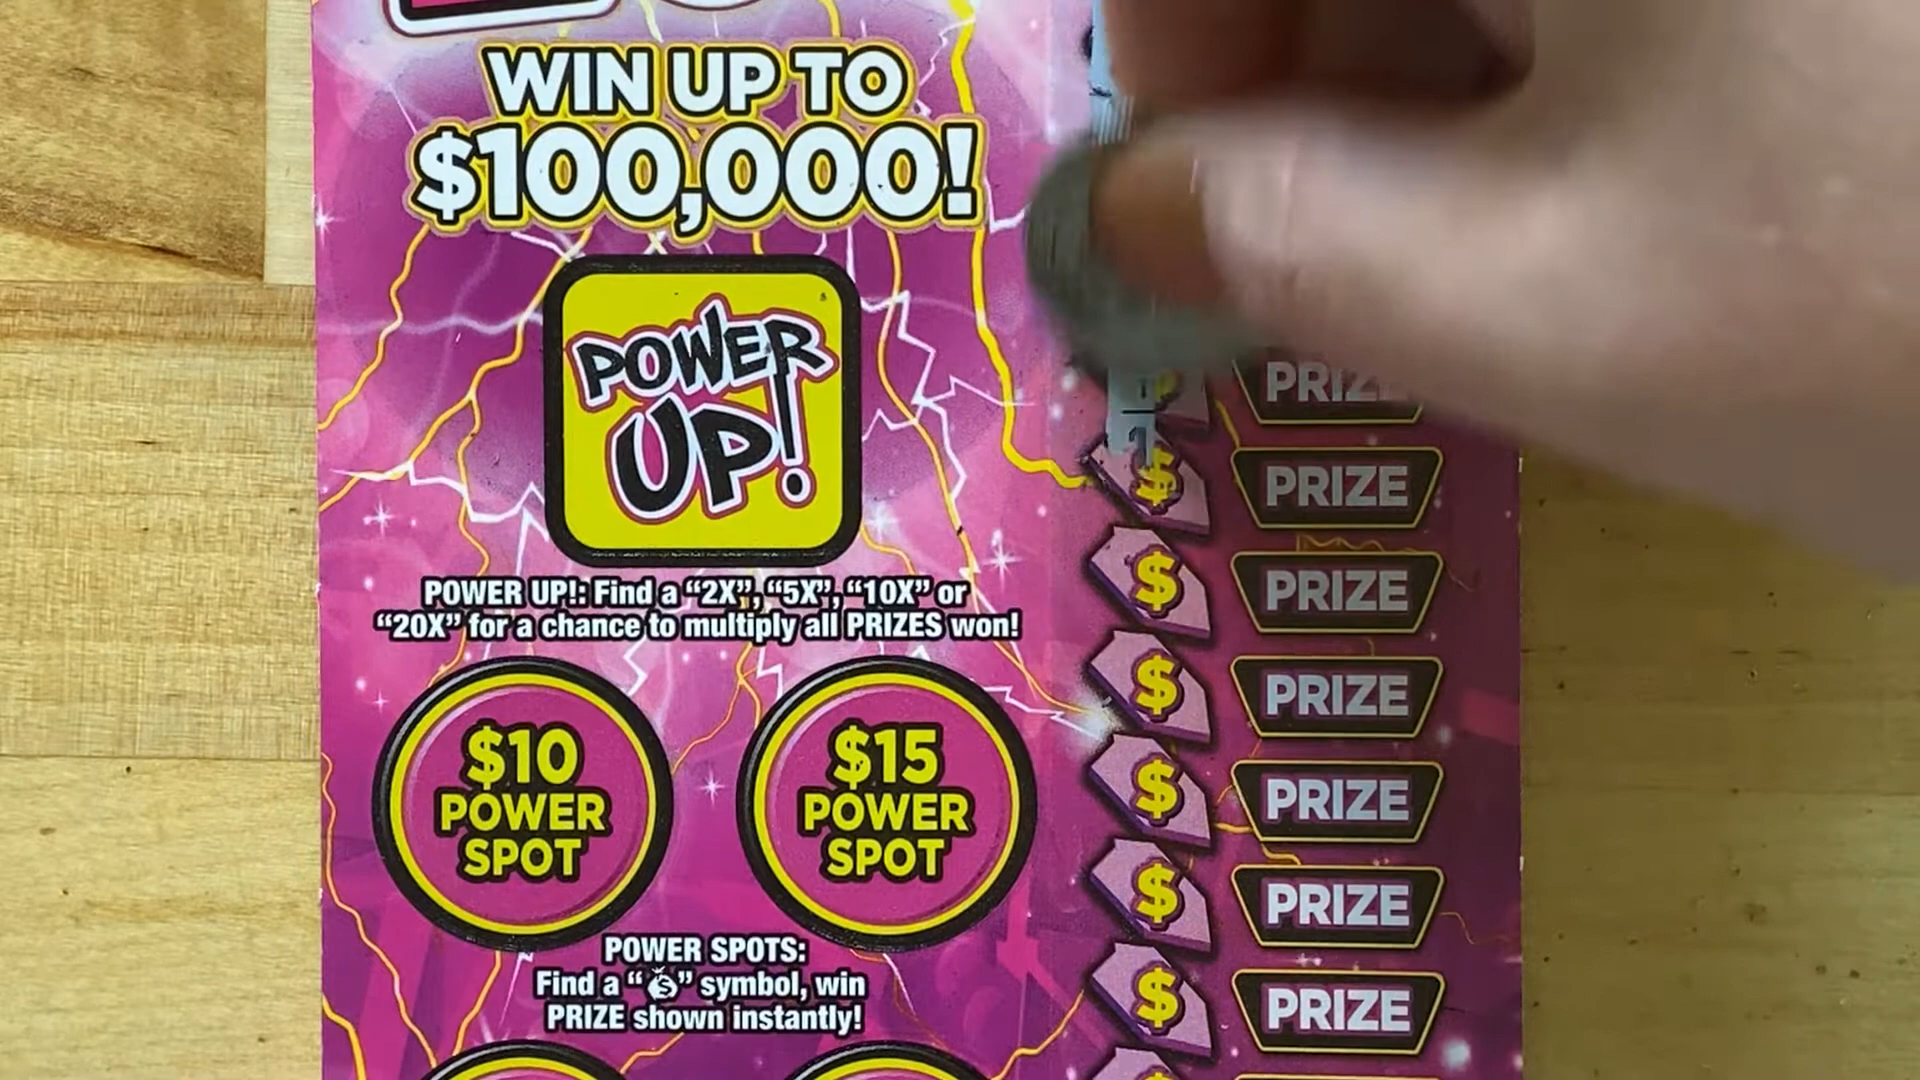 WIN UP TO
$100,000!
POWER
UP!
POWER UP!: Find a “2X”, “5X”, “10X” or
“20X” for a chance to multiply all PRIZES won!
$10
POWER
SPOT
$15
POWER
SPOT
POWER SPOTS:
Find a “$” symbol, win
PRIZE shown instantly!
PRIZE
$ PRIZE
$ PRIZE
$ PRIZE
$ PRIZE
$ PRIZE
$ PRIZE